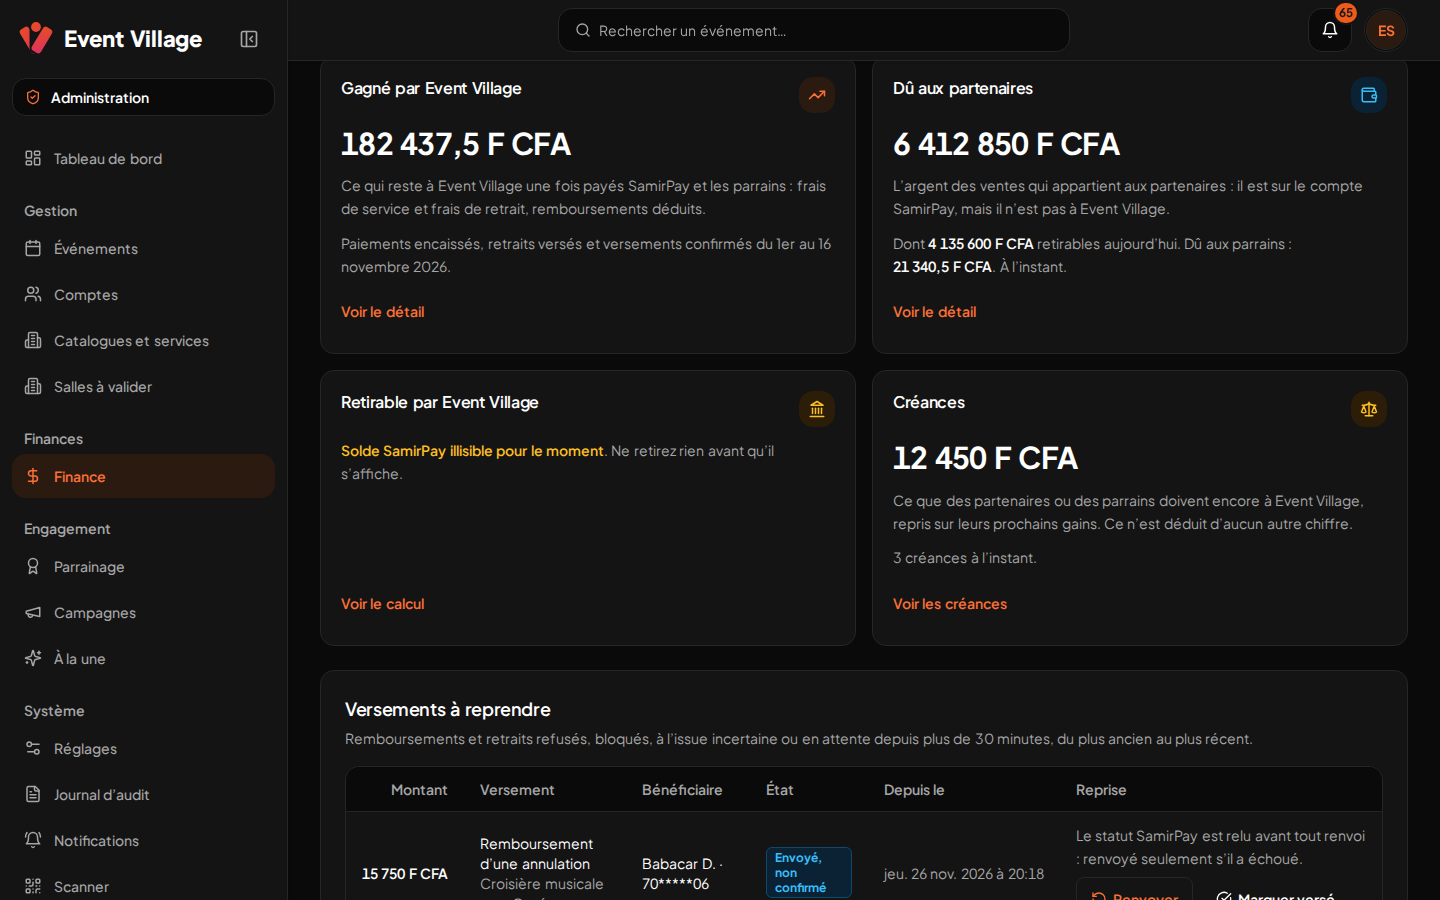 Event Village
Rechercher un événement...
65
ES
Administration
Tableau de bord
Gestion
Événements
Comptes
Catalogues et services
Salles à valider
Finances
Finance
Engagement
Parrainage
Campagnes
À la une
Système
Réglages
Journal d'audit
Notifications
Scanner
Gagné par Event Village
182 437,5 F CFA
Ce qui reste à Event Village une fois payés SamirPay et les parrains : frais
de service et frais de retrait, remboursements déduits.
Paiements encaissés, retraits versés et versements confirmés du 1er au 16
novembre 2026.
Voir le détail
Dû aux partenaires
6 412 850 F CFA
L'argent des ventes qui appartient aux partenaires : il est sur le compte
SamirPay, mais il n'est pas à Event Village.
Dont 4 135 600 F CFA retirables aujourd'hui. Dû aux parrains :
21 340,5 F CFA. À l'instant.
Voir le détail
Retirable par Event Village
Solde SamirPay illisible pour le moment. Ne retirez rien avant qu'il
s'affiche.
Voir le calcul
Créances
12 450 F CFA
Ce que des partenaires ou des parrains doivent encore à Event Village,
repris sur leurs prochains gains. Ce n'est déduit d'aucun autre chiffre.
3 créances à l'instant.
Voir les créances
Versements à reprendre
Remboursements et retraits refusés, bloqués, à l'issue incertaine ou en attente depuis plus de 30 minutes, du plus ancien au plus récent.
Montant Versement Bénéficiaire État Depuis le Reprise
15 750 F CFA
Remboursement
d'une annulation
Croisière musicale
Babacar D. ·
70*****06
Envoyé,
non
confirmé
jeu. 26 nov. 2026 à 20:18
Le statut SamirPay est relu avant tout renvoi
: renvoyé seulement s'il a échoué.
Renvoyer
Marquer versé